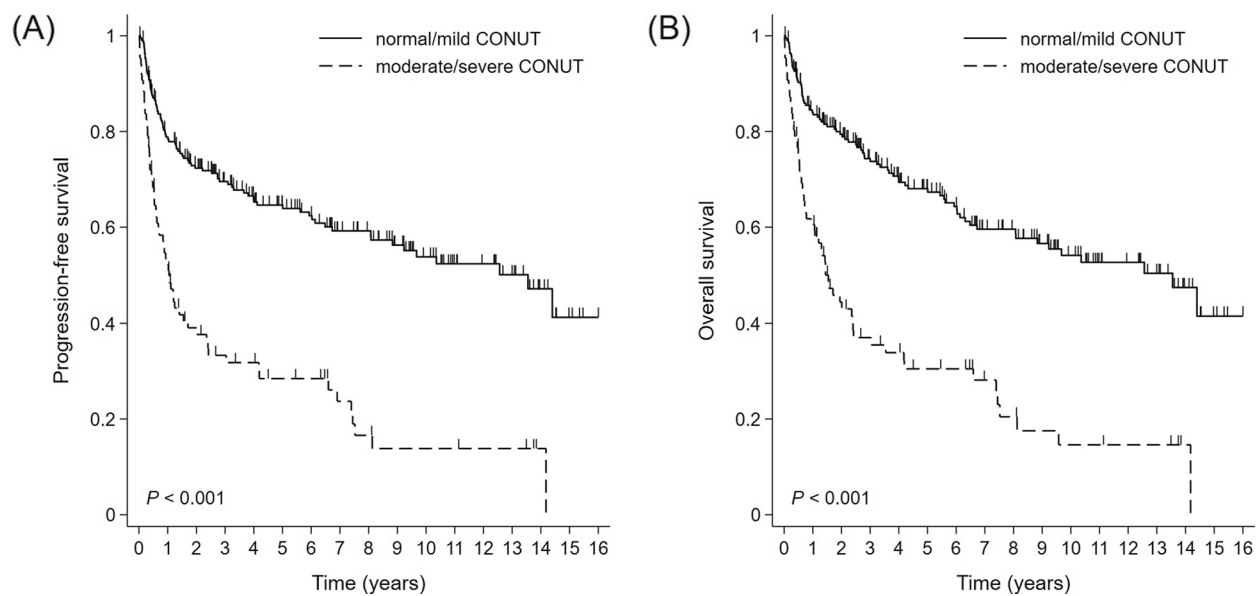 (A)
normal/mild CONUT
moderate/severe CONUT
Progression-free survival
1
0.8
0.6
0.4
0.2
0
P < 0.001
0 1 2 3 4 5 6 7 8 9 10 11 12 13 14 15 16
Time (years)
(B)
normal/mild CONUT
moderate/severe CONUT
Overall survival
1
0.8
0.6
0.4
0.2
0
P < 0.001
0 1 2 3 4 5 6 7 8 9 10 11 12 13 14 15 16
Time (years)